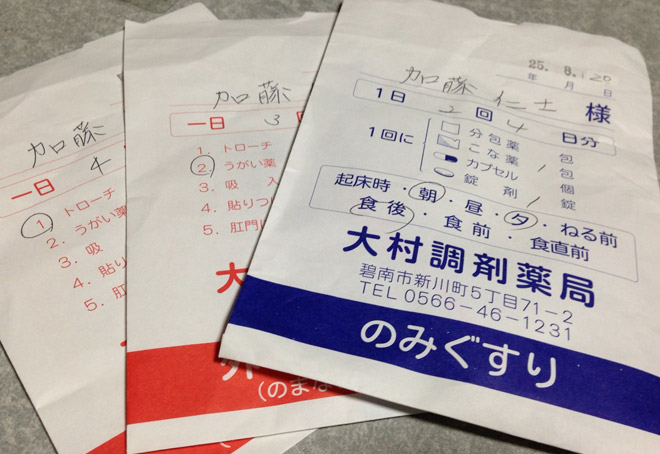 加藤
一日 4
1. トローチ
2. うがい薬
3. 吸
4. 貼り
5. 肛
加藤
一日 3 回
1. トローチ
2. うがい薬
3. 吸入
4. 貼りつ
5. 肛門
大
外
(のまな
25. 8. 20
年 月 日
加藤 仁士 様
1日 2回 4 日分
1回に
分包薬 包
こな薬 1 包
カプセル 個
錠剤 1 錠
起床時・朝・昼・夕・ねる前
食後・食前・食直前
大村調剤薬局
碧南市新川町5丁目71-2
TEL 0566-46-1231
のみぐすり